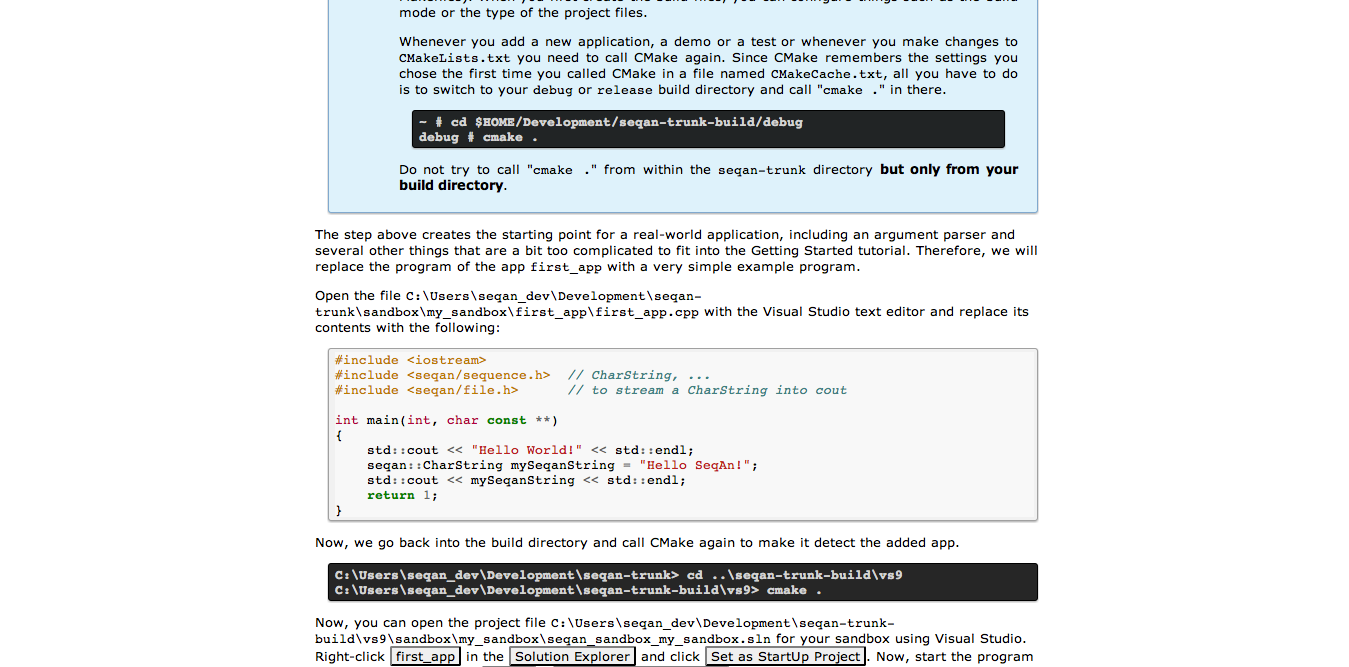 mode or the type of the project files.
Whenever you add a new application, a demo or a test or whenever you make changes to
CMakeLists.txt you need to call CMake again. Since CMake remembers the settings you
chose the first time you called CMake in a file named CMakeCache.txt, all you have to do
is to switch to your debug or release build directory and call "cmake ." in there.
~ # cd $HOME/Development/seqan-trunk-build/debug
debug # cmake .
Do not try to call "cmake ." from within the seqan-trunk directory but only from your
build directory.
The step above creates the starting point for a real-world application, including an argument parser and
several other things that are a bit too complicated to fit into the Getting Started tutorial. Therefore, we will
replace the program of the app first_app with a very simple example program.
Open the file C:\Users\seqan_dev\Development\seqan-
trunk\sandbox\my_sandbox\first_app\first_app.cpp with the Visual Studio text editor and replace its
contents with the following:
#include <iostream>
#include <seqan/sequence.h>  // CharString, ...
#include <seqan/file.h>      // to stream a CharString into cout
int main(int, char const **)
{
    std::cout << "Hello World!" << std::endl;
    seqan::CharString mySeqanString = "Hello SeqAn!";
    std::cout << mySeqanString << std::endl;
    return 1;
}
Now, we go back into the build directory and call CMake again to make it detect the added app.
C:\Users\seqan_dev\Development\seqan-trunk> cd ..\seqan-trunk-build\vs9
C:\Users\seqan_dev\Development\seqan-trunk-build\vs9> cmake .
Now, you can open the project file C:\Users\seqan_dev\Development\seqan-trunk-
build\vs9\sandbox\my_sandbox\seqan_sandbox_my_sandbox.sln for your sandbox using Visual Studio.
Right-click first_app in the Solution Explorer and click Set as StartUp Project. Now, start the program